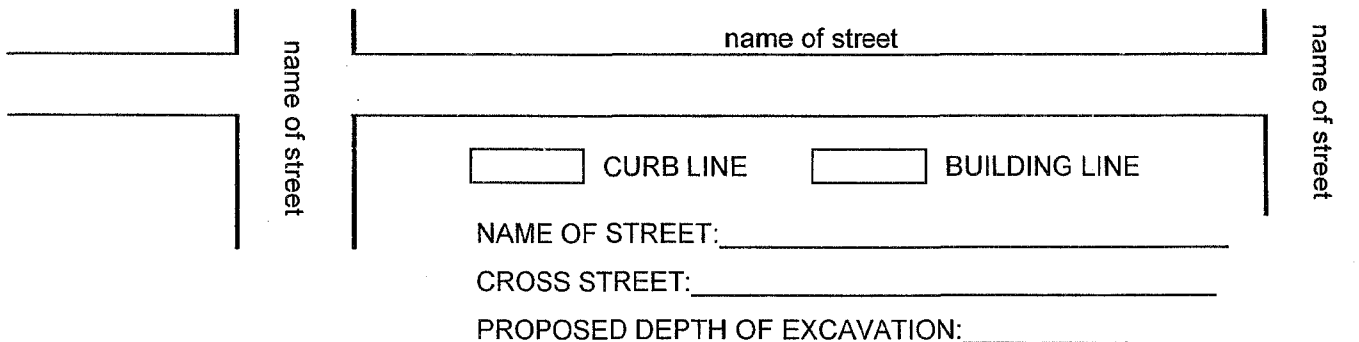 name of street
name of street
name of street
CURB LINE BUILDING LINE
NAME OF STREET:
CROSS STREET:
PROPOSED DEPTH OF EXCAVATION: